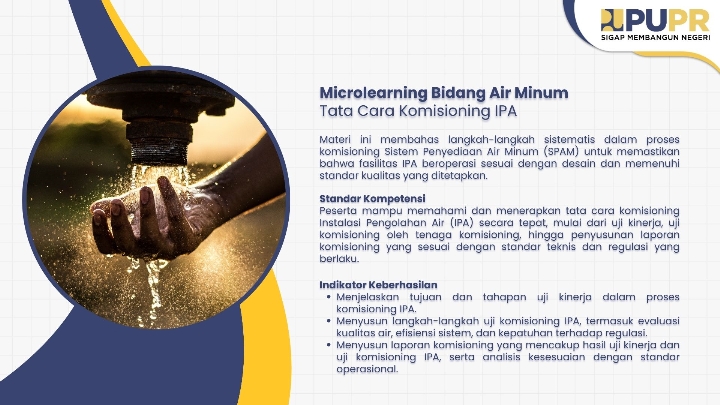 PUPR
SIGAP MEMBANGUN NEGERI
Microlearning Bidang Air Minum
Tata Cara Komisioning IPA
Materi ini membahas langkah-langkah sistematis dalam proses
komisioning Sistem Penyediaan Air Minum (SPAM) untuk memastikan
bahwa fasilitas IPA beroperasi sesuai dengan desain dan memenuhi
standar kualitas yang ditetapkan.
Standar Kompetensi
Peserta mampu memahami dan menerapkan tata cara komisioning
Instalasi Pengolahan Air (IPA) secara tepat, mulai dari uji kinerja, uji
komisioning oleh tenaga komisioning, hingga penyusunan laporan
komisioning yang sesuai dengan standar teknis dan regulasi yang
berlaku.
Indikator Keberhasilan
• Menjelaskan tujuan dan tahapan uji kinerja dalam proses
komisioning IPA.
• Menyusun langkah-langkah uji komisioning IPA, termasuk evaluasi
kualitas air, efisiensi sistem, dan kepatuhan terhadap regulasi.
• Menyusun laporan komisioning yang mencakup hasil uji kinerja dan
uji komisioning IPA, serta analisis kesesuaian dengan standar
operasional.